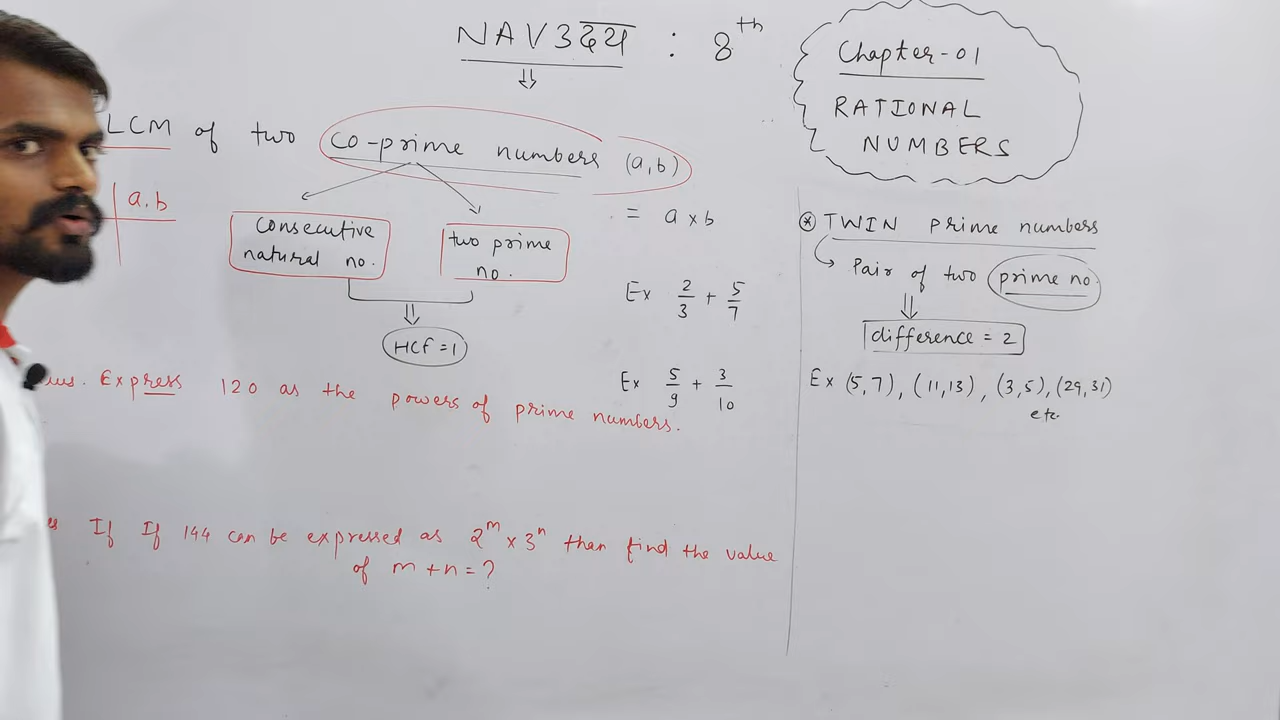 NAV3दय : 8th
Chapter-01
RATIONAL
NUMBERS
LCM of two co-prime numbers (a,b)
= a × b
a.b
consecutive
natural no.
two prime
no.
HCF = 1
Ex 2/3 + 5/7
Ex 5/9 + 3/10
Express 120 as the powers of prime numbers.
If If 144 can be expressed as 2^m × 3^n than find the value
of m + n = ?
* TWIN prime numbers
Pair of two prime no.
difference = 2
Ex (5,7), (11,13), (3,5), (29,31)
etc.